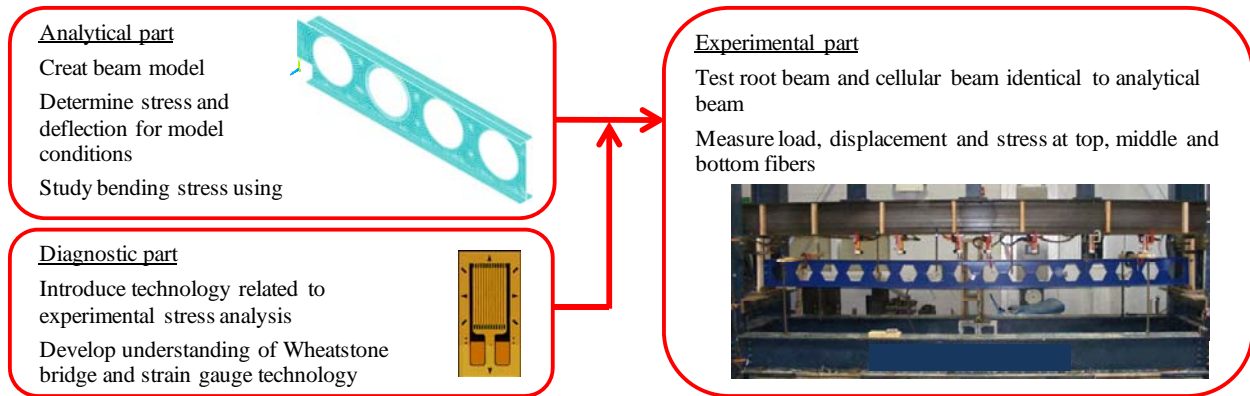 Analytical part
Creat beam model
Determine stress and
deflection for model
conditions
Study bending stress using
Diagnostic part
Introduce technology related to
experimental stress analysis
Develop understanding of Wheatstone
bridge and strain gauge technology
Experimental part
Test root beam and cellular beam identical to analytical
beam
Measure load, displacement and stress at top, middle and
bottom fibers